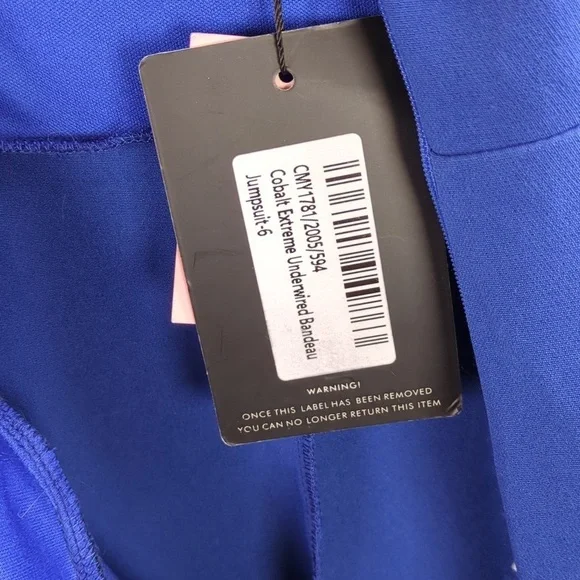 CMY1781/2005/594
Cobalt Extreme Underwired Bandeau
Jumpsuit-6
WARNING!
ONCE THIS LABEL HAS BEEN REMOVED
YOU CAN NO LONGER RETURN THIS ITEM